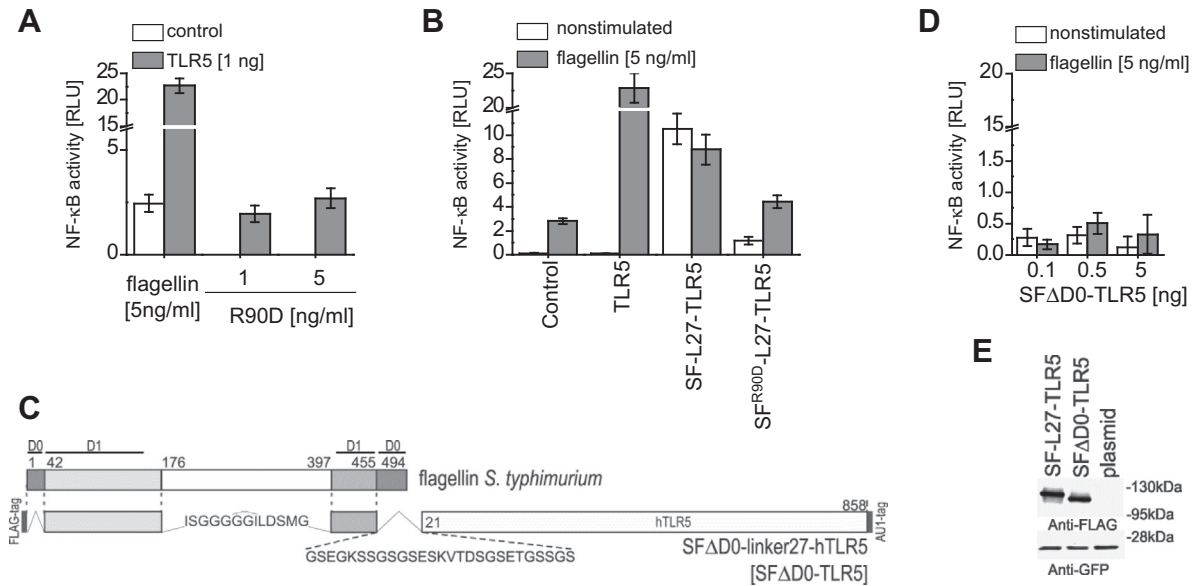 A
control
TLR5 [1 ng]
NF-κB activity [RLU]
25
20
15
5
0
flagellin
[5ng/ml]
1
5
R90D [ng/ml]
B
nonstimulated
flagellin [5 ng/ml]
NF-κB activity [RLU]
25
20
10
8
6
4
2
0
Control
TLR5
SF-L27-TLR5
SFR90D-L27-TLR5
D
nonstimulated
flagellin [5 ng/ml]
NF-κB activity [RLU]
20
15
1.5
1.0
0.5
0.0
0.1
0.5
5
SFΔD0-TLR5 [ng]
C
D0 D1 D1 D0
1 42 176 397 455 494
flagellin S. typhimurium
FLAG-tag
ISGGGGGGILDSMG
21 hTLR5 858
AU1-tag
GSEGKSSGSGSESKVTDSGSETGSSGS
SFΔD0-linker27-hTLR5
[SFΔD0-TLR5]
E
SF-L27-TLR5
SFΔD0-TLR5
plasmid
-130kDa
-95kDa
Anti-FLAG
-28kDa
Anti-GFP